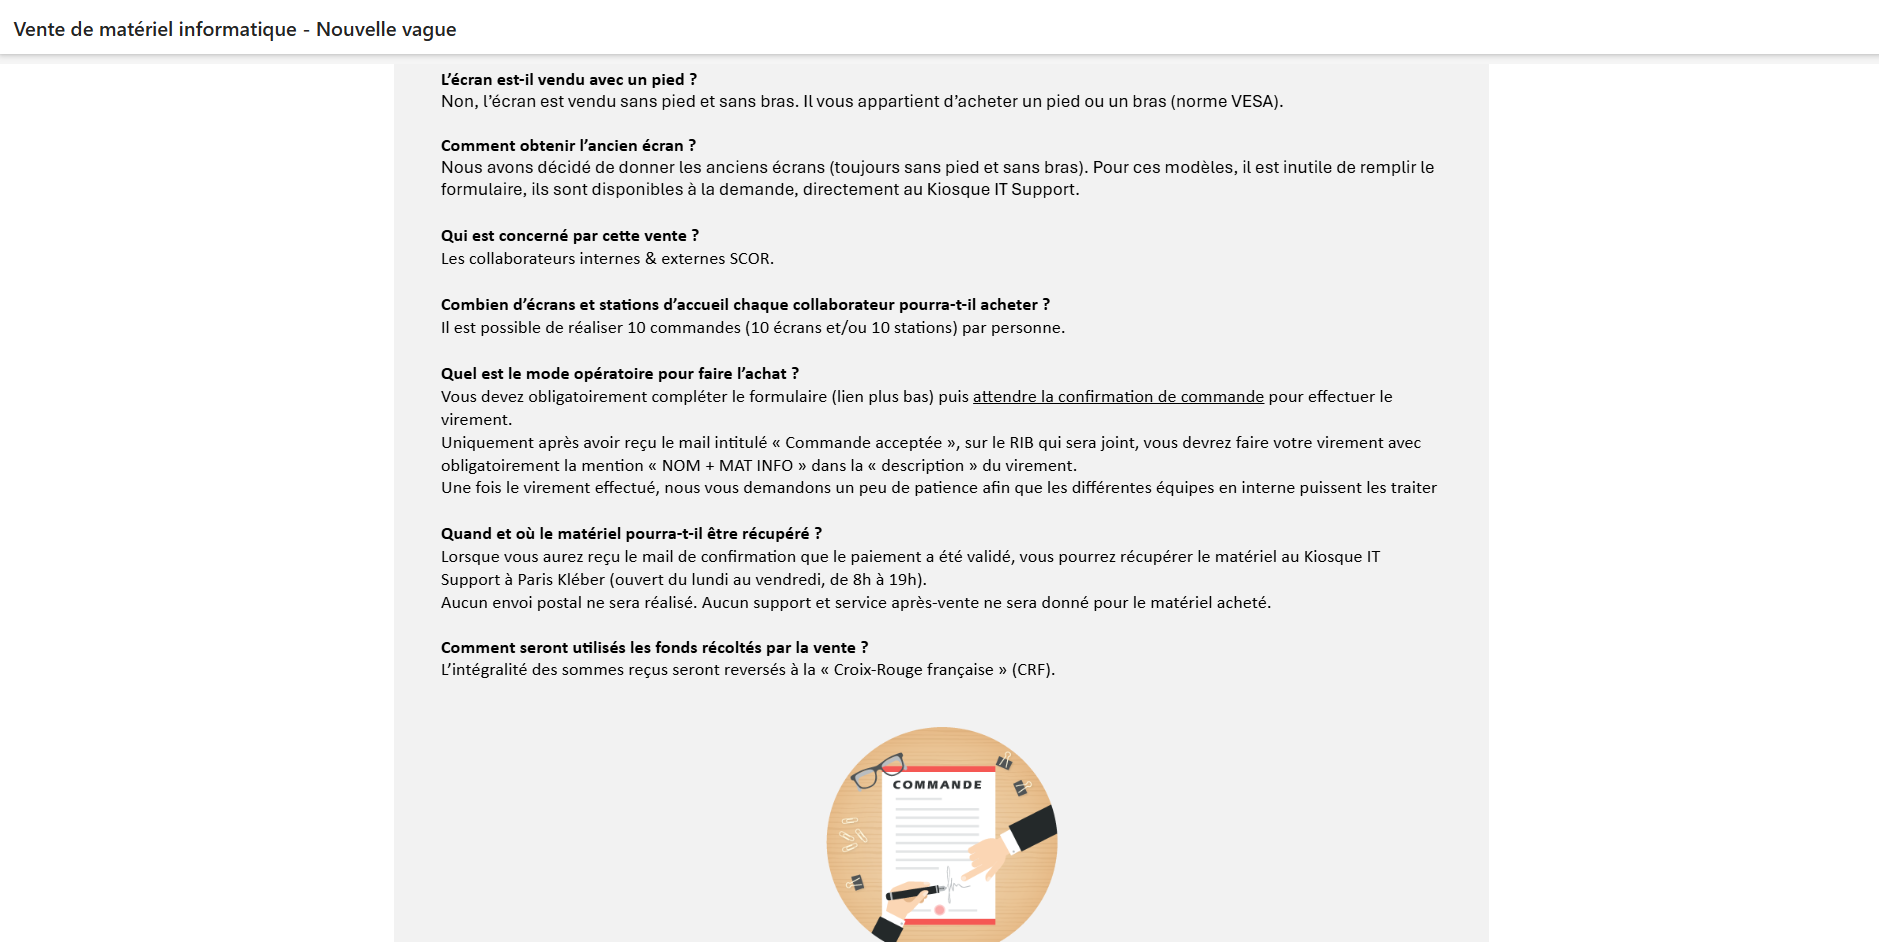 Vente de matériel informatique - Nouvelle vague
L’écran est-il vendu avec un pied ?
Non, l’écran est vendu sans pied et sans bras. Il vous appartient d’acheter un pied ou un bras (norme VESA).
Comment obtenir l’ancien écran ?
Nous avons décidé de donner les anciens écrans (toujours sans pied et sans bras). Pour ces modèles, il est inutile de remplir le
formulaire, ils sont disponibles à la demande, directement au Kiosque IT Support.
Qui est concerné par cette vente ?
Les collaborateurs internes & externes SCOR.
Combien d’écrans et stations d’accueil chaque collaborateur pourra-t-il acheter ?
Il est possible de réaliser 10 commandes (10 écrans et/ou 10 stations) par personne.
Quel est le mode opératoire pour faire l’achat ?
Vous devez obligatoirement compléter le formulaire (lien plus bas) puis attendre la confirmation de commande pour effectuer le
virement.
Uniquement après avoir reçu le mail intitulé « Commande acceptée », sur le RIB qui sera joint, vous devrez faire votre virement avec
obligatoirement la mention « NOM + MAT INFO » dans la « description » du virement.
Une fois le virement effectué, nous vous demandons un peu de patience afin que les différentes équipes en interne puissent les traiter
Quand et où le matériel pourra-t-il être récupéré ?
Lorsque vous aurez reçu le mail de confirmation que le paiement a été validé, vous pourrez récupérer le matériel au Kiosque IT
Support à Paris Kléber (ouvert du lundi au vendredi, de 8h à 19h).
Aucun envoi postal ne sera réalisé. Aucun support et service après-vente ne sera donné pour le matériel acheté.
Comment seront utilisés les fonds récoltés par la vente ?
L’intégralité des sommes reçus seront reversés à la « Croix-Rouge française » (CRF).
COMMANDE